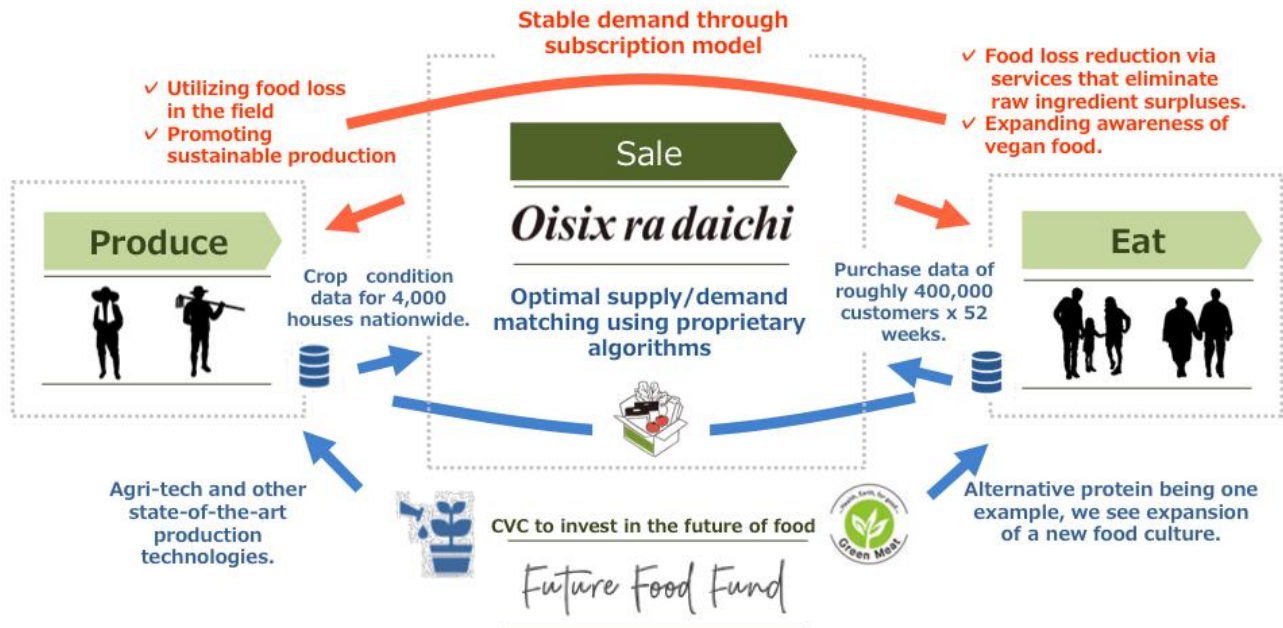 Stable demand through
subscription model
✓ Utilizing food loss
in the field
✓ Promoting
sustainable production
✓ Food loss reduction via
services that eliminate
raw ingredient surpluses.
✓ Expanding awareness of
vegan food.
Sale
Oisix ra daichi
Produce
Eat
Crop condition
data for 4,000
houses nationwide.
Optimal supply/demand
matching using proprietary
algorithms
Purchase data of
roughly 400,000
customers x 52
weeks.
Agri-tech and other
state-of-the-art
production
technologies.
CVC to invest in the future of food
Future Food Fund
Health, Earth, for good
Green Meat
Alternative protein being one
example, we see expansion
of a new food culture.